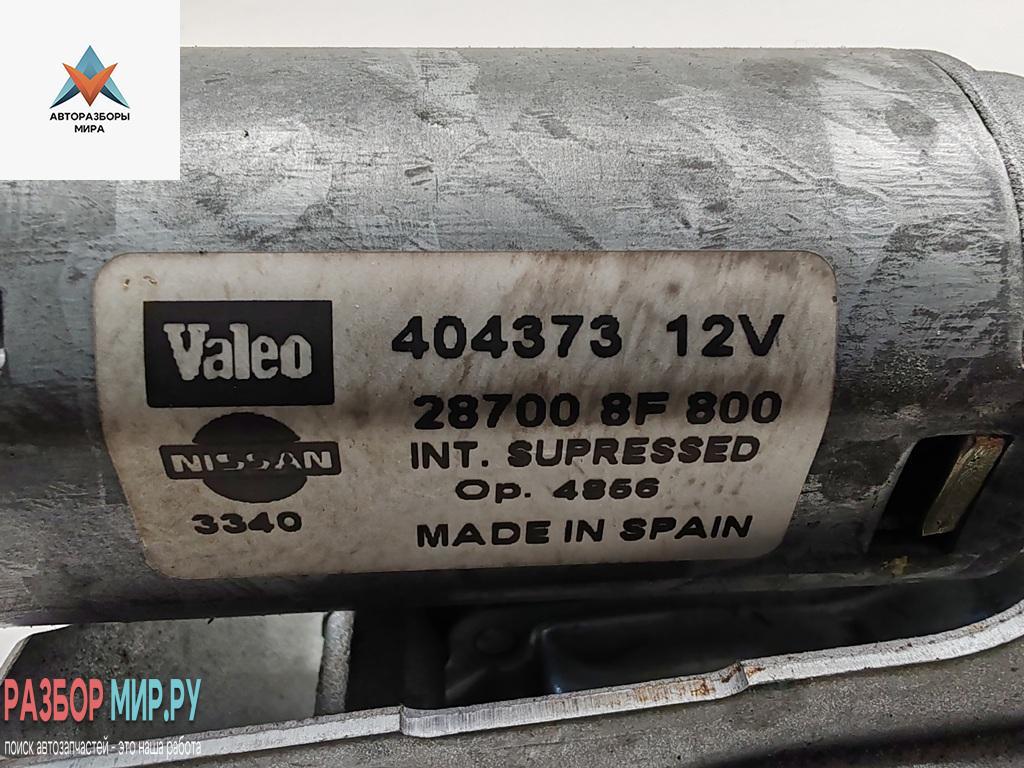 АВТОРАЗБОРЫ
МИРА
Valeo
404373 12V
28700 8F 800
NISSAN
INT. SUPRESSED
Op. 4856
3340
MADE IN SPAIN
РАЗБОР МИР.РУ
поиск автозапчастей - это наша работа